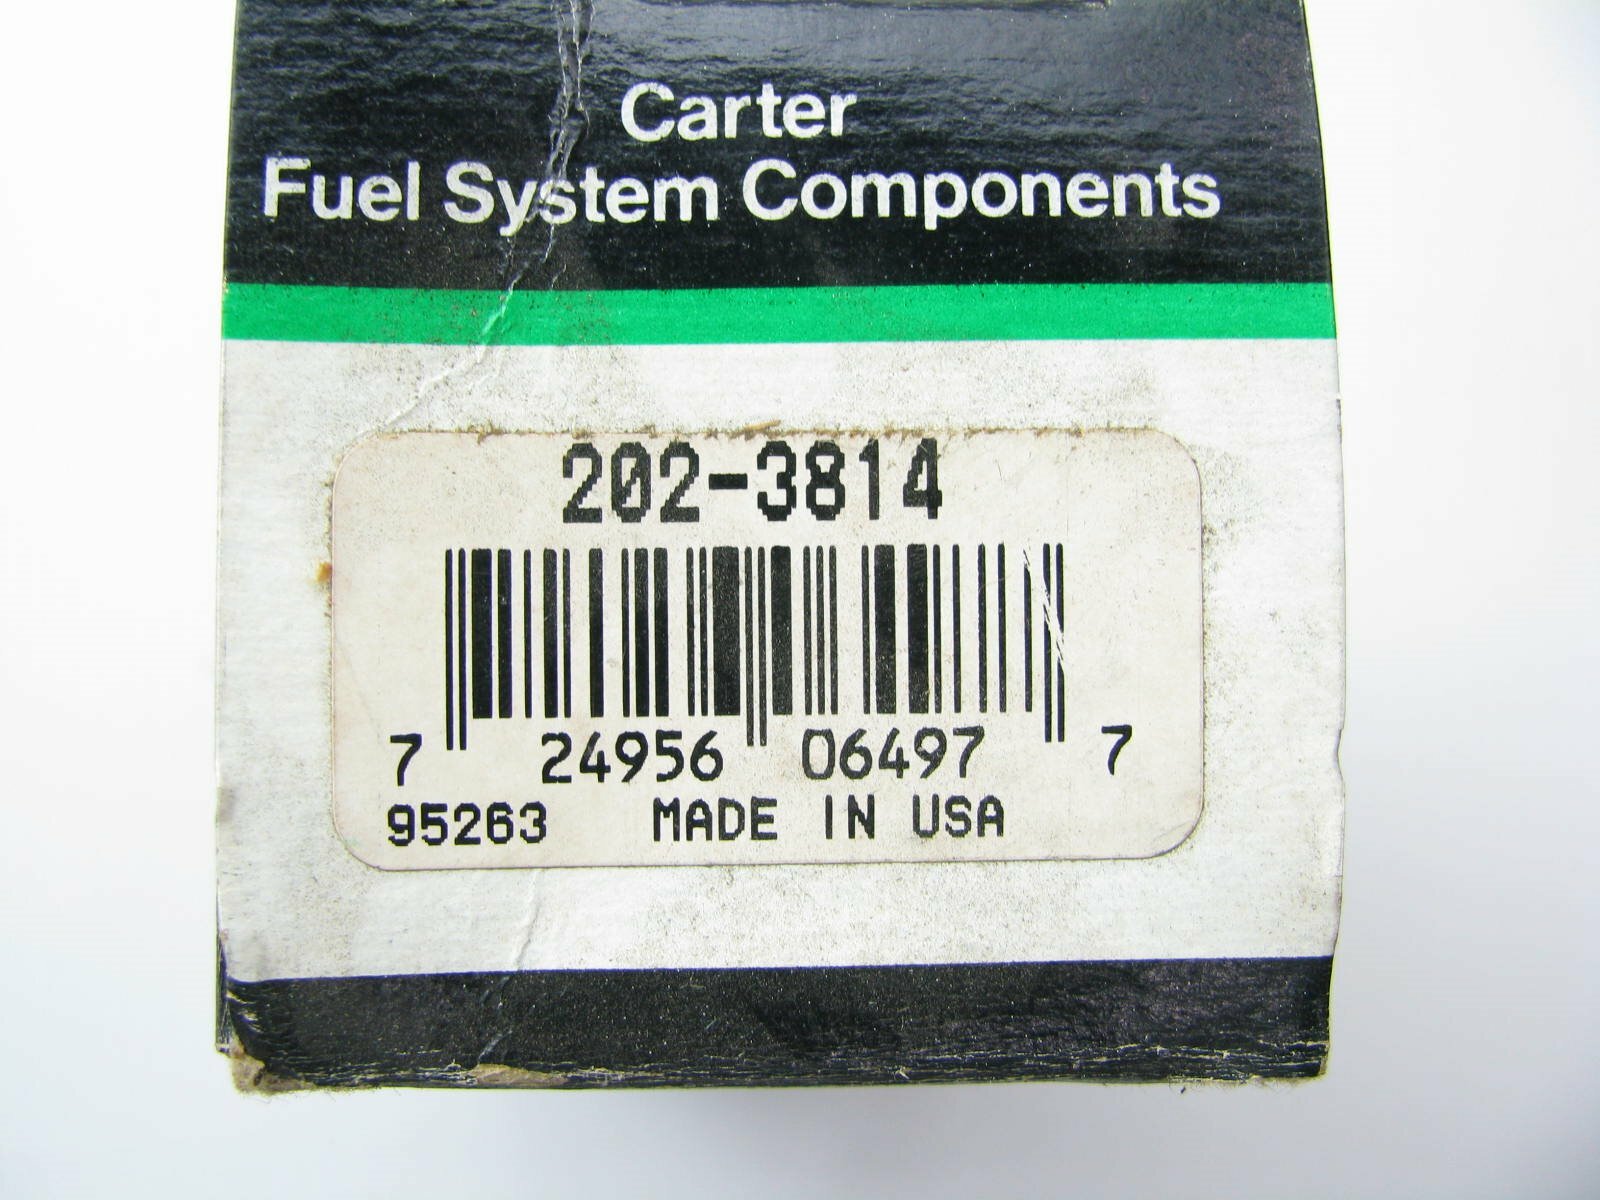 Carter
Fuel System Components
202-3814
7 24956 06497 7
95263 MADE IN USA